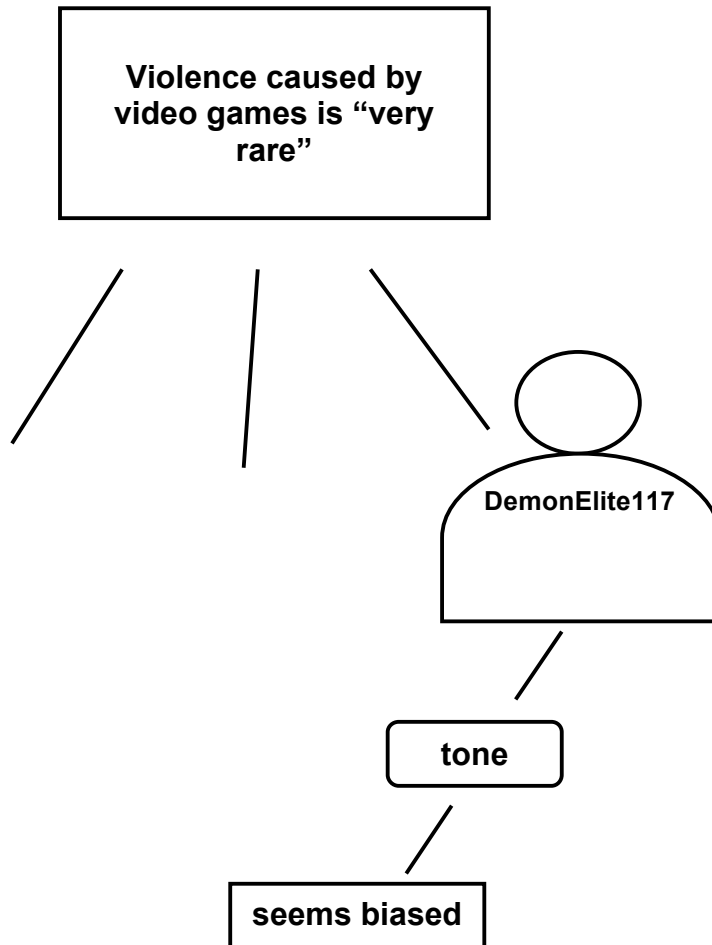 Violence caused by
video games is “very
rare”
DemonElite117
tone
seems biased